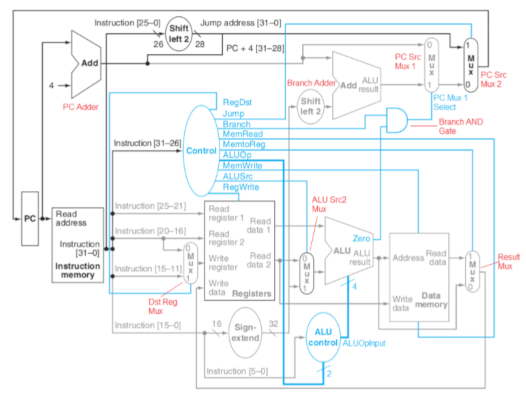 Instruction [25–0]
Shift
left 2
Jump address [31–0]
26
28
PC + 4 [31–28]
Add
4
PC Adder
0
M
u
x
1
PC Src
Mux 1
1
M
u
x
0
PC Src
Mux 2
Branch Adder
Shift
left 2
Add
ALU
result
PC Mux 1
Select
Branch AND
Gate
RegDst
Jump
Branch
MemRead
MemtoReg
ALUOp
MemWrite
ALUSrc
RegWrite
Control
Instruction [31–26]
PC
Read
address
Instruction
[31–0]
Instruction
memory
Instruction [25–21]
Instruction [20–16]
Instruction [15–11]
0
M
u
x
1
Dst Reg
Mux
Read
register 1
Read
register 2
Write
register
Write
data
Read
data 1
Read
data 2
Registers
ALU Src2
Mux
0
M
u
x
1
Zero
ALU
ALU
result
4
Address
Read
data
Write
data
Data
memory
1
M
u
x
0
Result
Mux
Instruction [15–0]
16
Sign-
extend
32
ALU
control
ALUOpInput
Instruction [5–0]
2